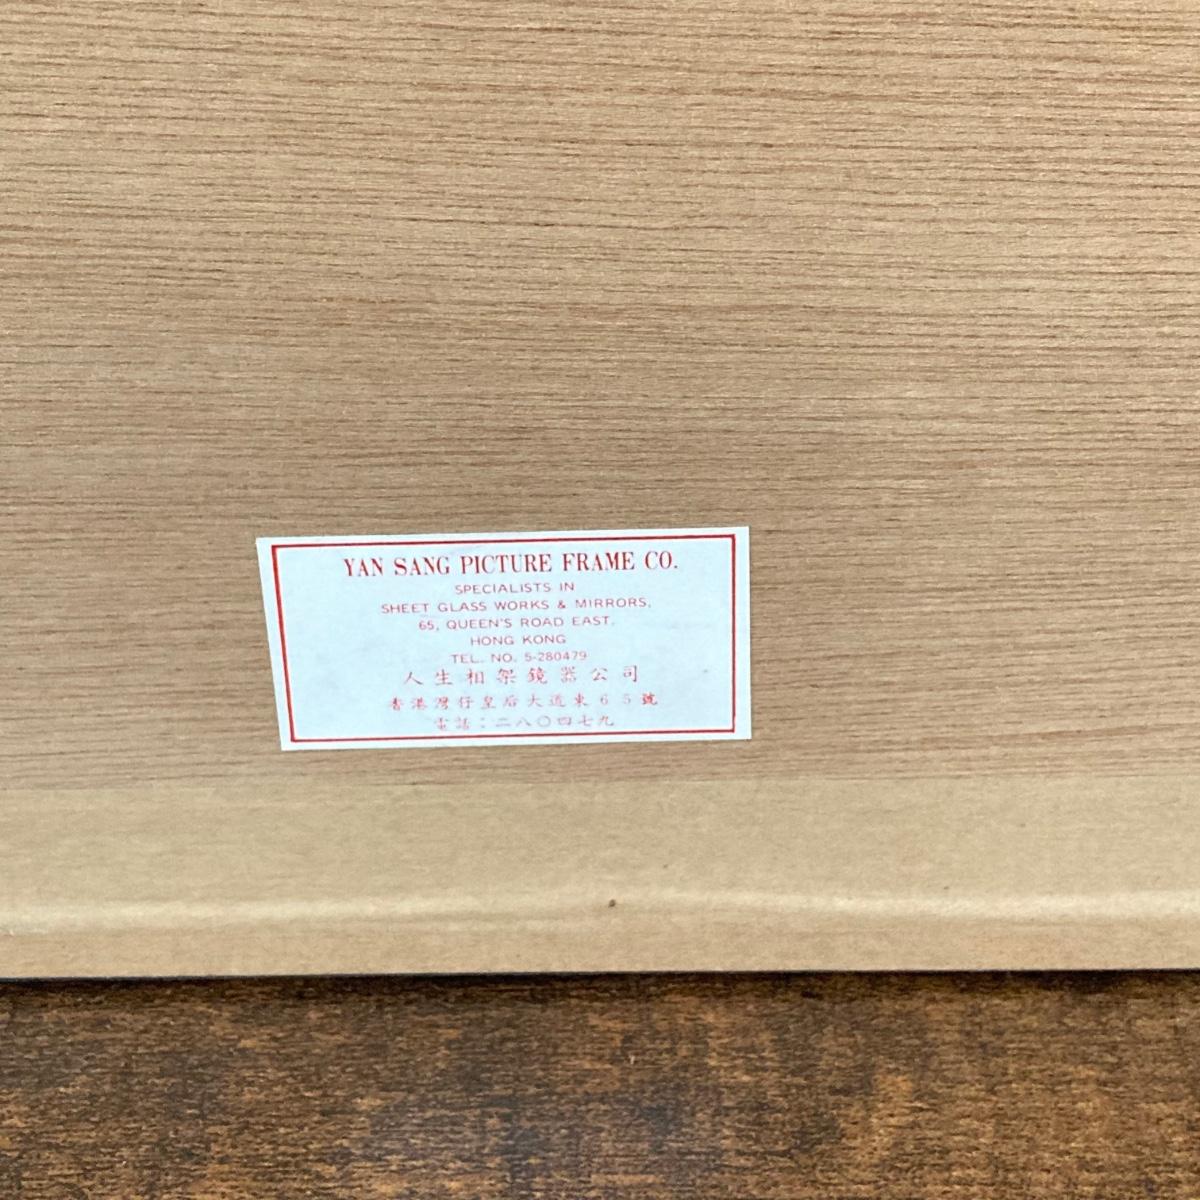 YAN SANG PICTURE FRAME CO.
SPECIALISTS IN
SHEET GLASS WORKS & MIRRORS,
65, QUEEN'S ROAD EAST.
HONG KONG
TEL. NO. 5-280479
人生相架鏡器公司
香港灣仔皇后大道東65號
電話：二八〇四七九